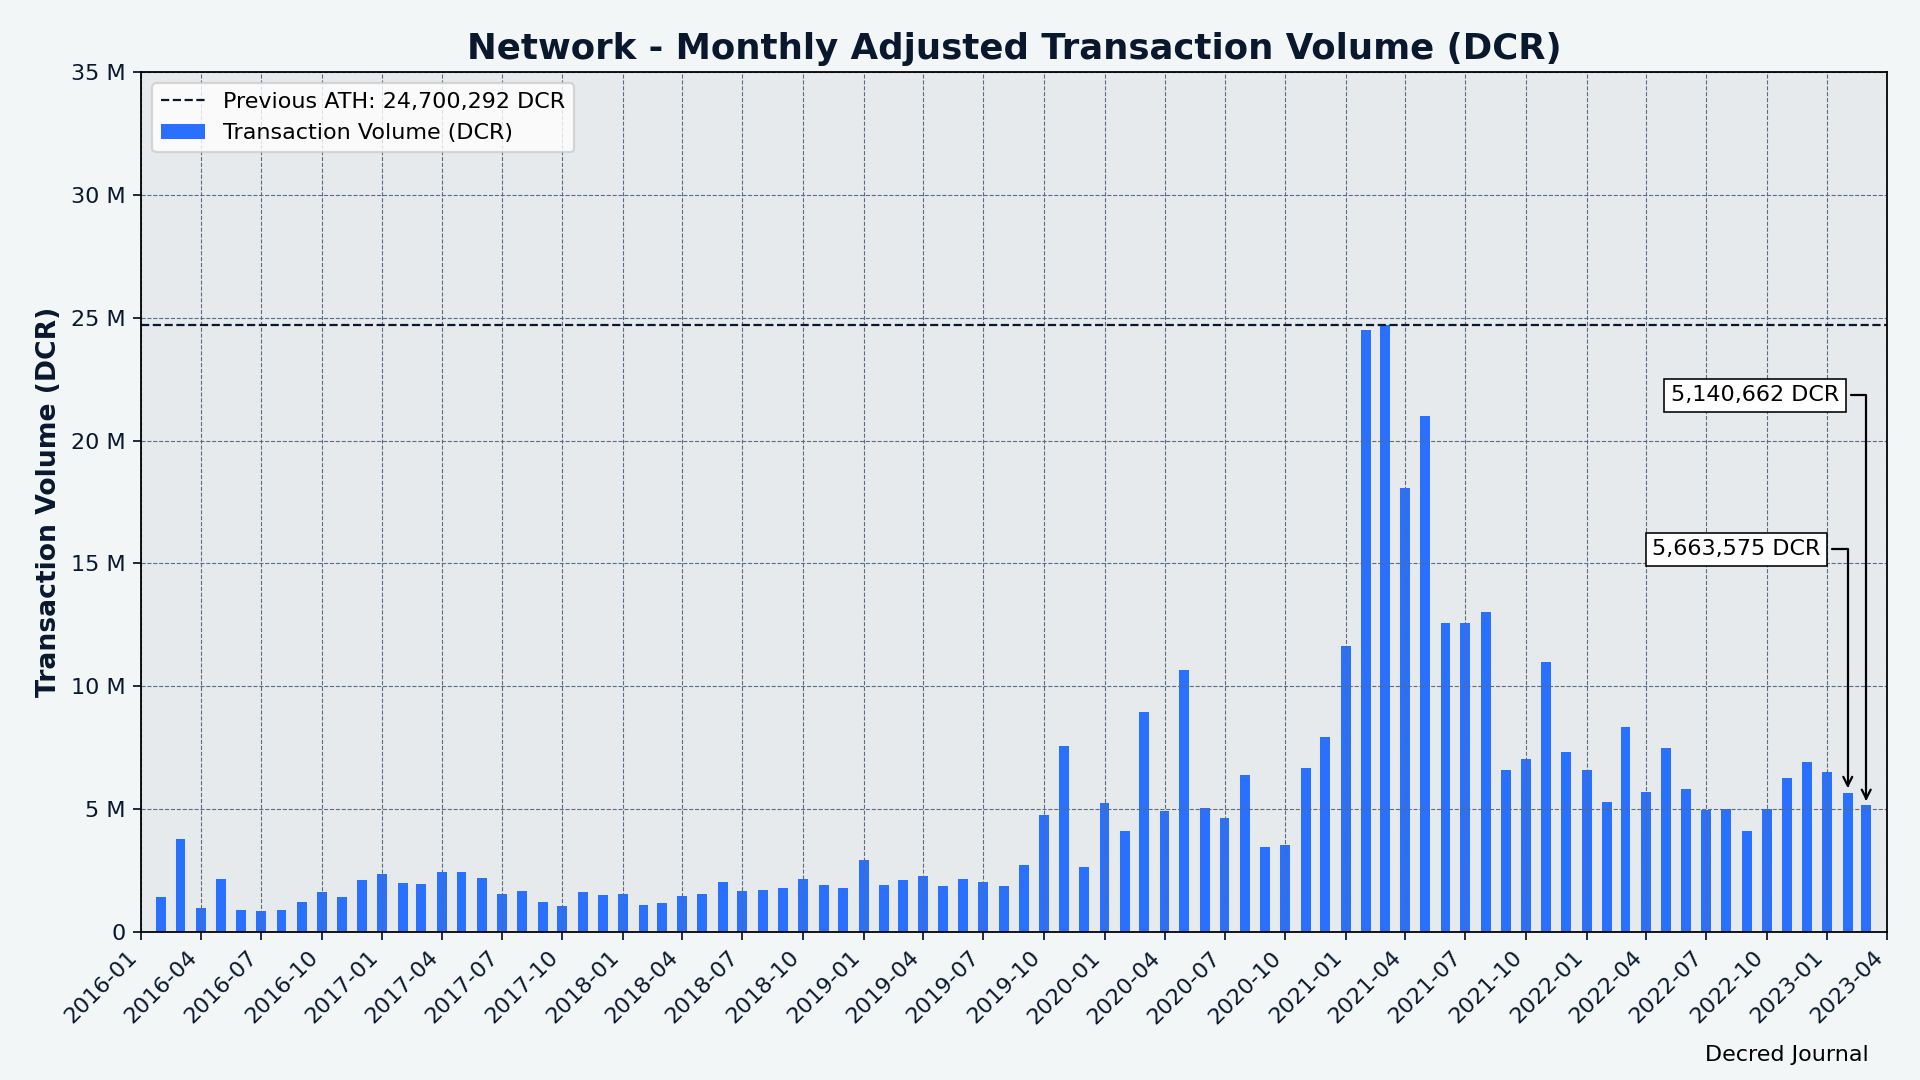 Network - Monthly Adjusted Transaction Volume (DCR)
Previous ATH: 24,700,292 DCR
Transaction Volume (DCR)
Transaction Volume (DCR)
35 M
30 M
25 M
20 M
15 M
10 M
5 M
0
5,140,662 DCR
5,663,575 DCR
2016-01
2016-04
2016-07
2016-10
2017-01
2017-04
2017-07
2017-10
2018-01
2018-04
2018-07
2018-10
2019-01
2019-04
2019-07
2019-10
2020-01
2020-04
2020-07
2020-10
2021-01
2021-04
2021-07
2021-10
2022-01
2022-04
2022-07
2022-10
2023-01
2023-04
Decred Journal